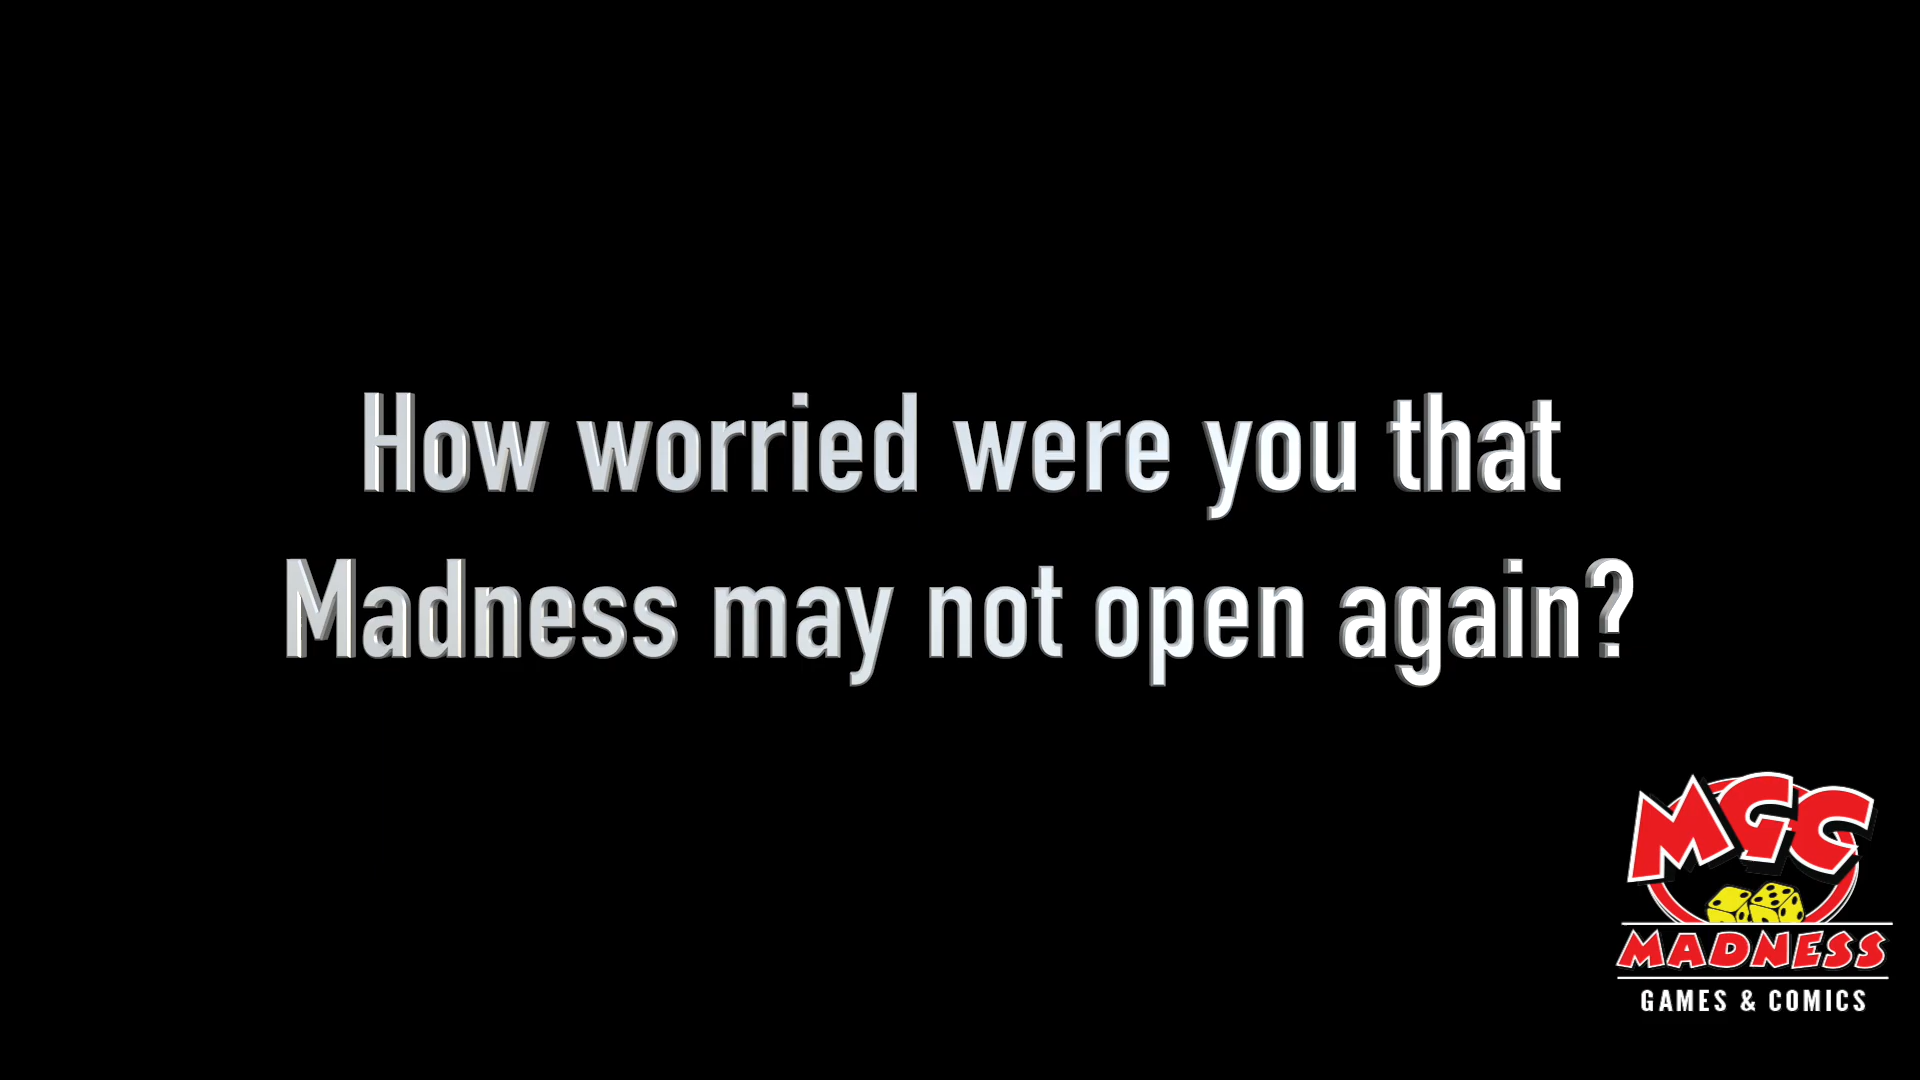 How worried were you that
Madness may not open again?
MGC
MADNESS
GAMES & COMICS